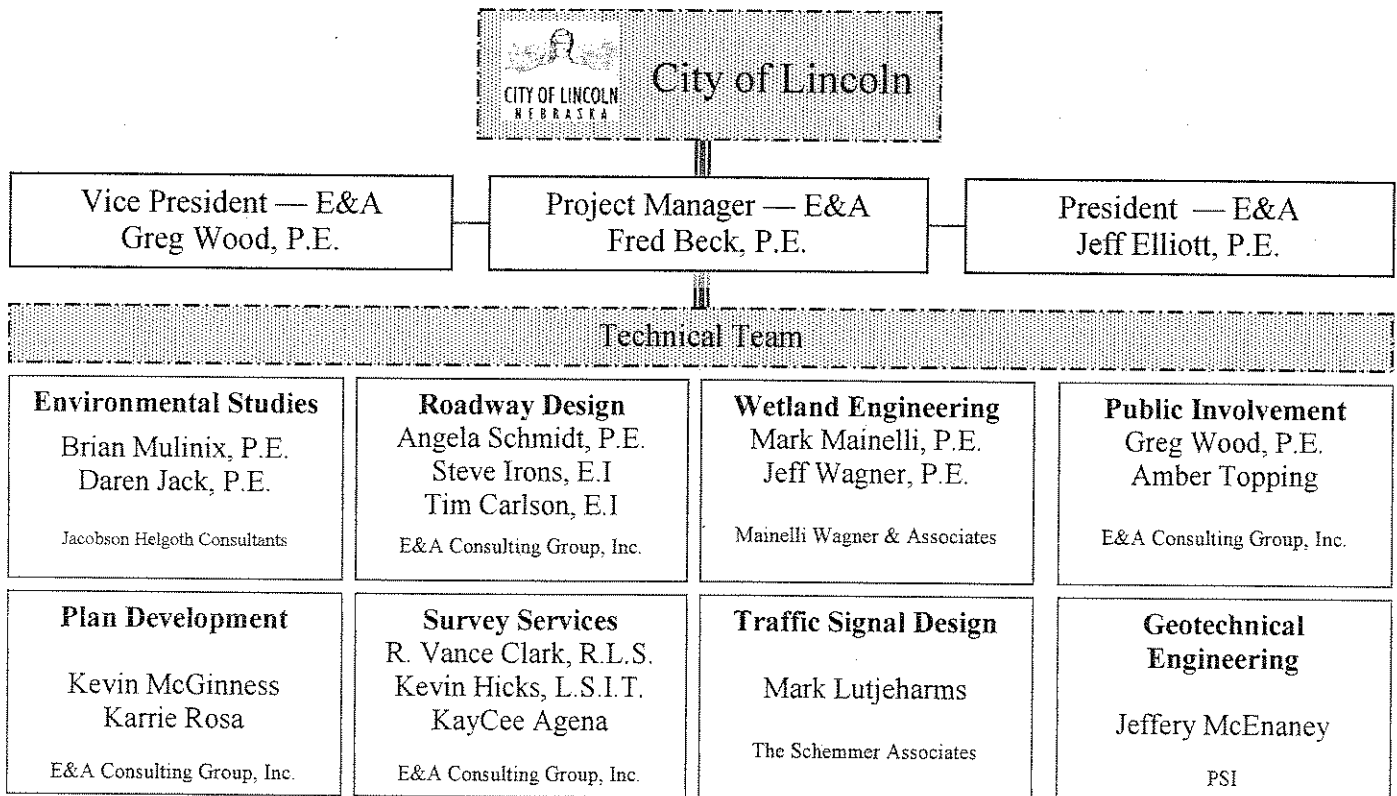 CITY OF LINCOLN
NEBRASKA
City of Lincoln
Vice President — E&A
Greg Wood, P.E.
Project Manager — E&A
Fred Beck, P.E.
President — E&A
Jeff Elliott, P.E.
Technical Team
Environmental Studies
Brian Mulinix, P.E.
Daren Jack, P.E.
Jacobson Helgoth Consultants
Roadway Design
Angela Schmidt, P.E.
Steve Irons, E.I
Tim Carlson, E.I
E&A Consulting Group, Inc.
Wetland Engineering
Mark Mainelli, P.E.
Jeff Wagner, P.E.
Mainelli Wagner & Associates
Public Involvement
Greg Wood, P.E.
Amber Topping
E&A Consulting Group, Inc.
Plan Development
Kevin McGinness
Karrie Rosa
E&A Consulting Group, Inc.
Survey Services
R. Vance Clark, R.L.S.
Kevin Hicks, L.S.I.T.
KayCee Agena
E&A Consulting Group, Inc.
Traffic Signal Design
Mark Lutjeharms
The Schemmer Associates
Geotechnical
Engineering
Jeffery McEnaney
PSI